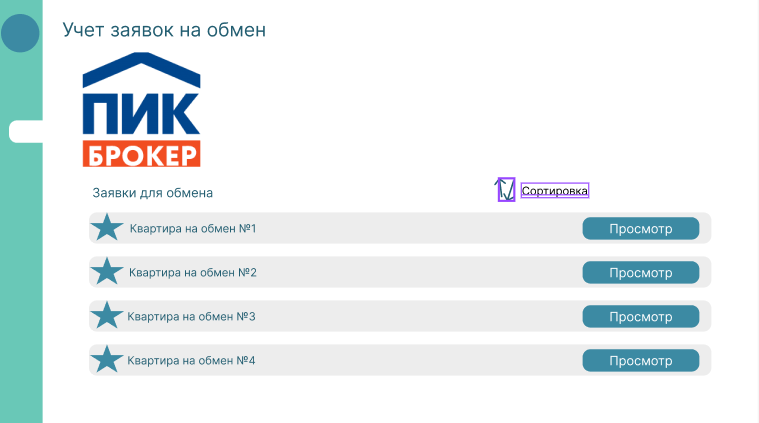 Учет заявок на обмен
ПИК
БРОКЕР
Заявки для обмена
Сортировка
Квартира на обмен №1
Просмотр
Квартира на обмен №2
Просмотр
Квартира на обмен №3
Просмотр
Квартира на обмен №4
Просмотр